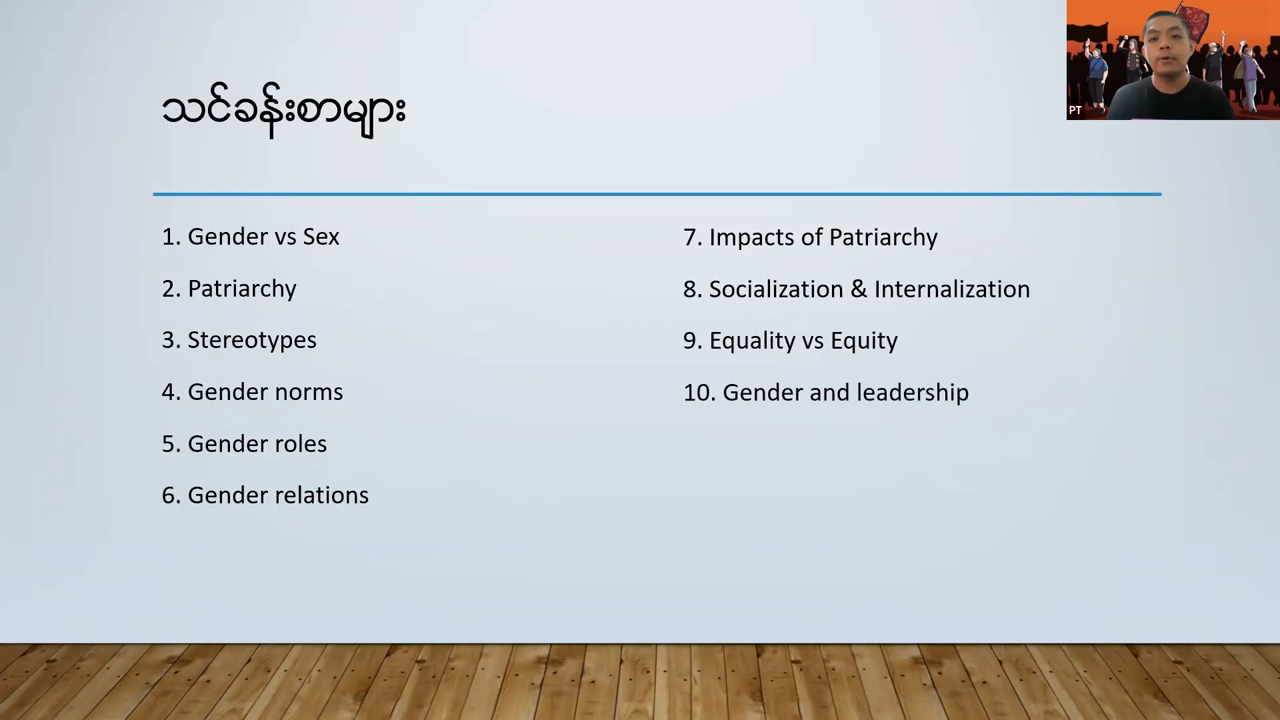 သင်ခန်းစာများ
1. Gender vs Sex
2. Patriarchy
3. Stereotypes
4. Gender norms
5. Gender roles
6. Gender relations
7. Impacts of Patriarchy
8. Socialization & Internalization
9. Equality vs Equity
10. Gender and leadership
PT